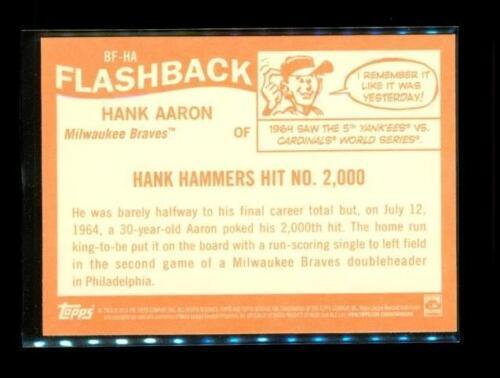 BF-HA
FLASHBACK
HANK AARON
Milwaukee Braves™
OF
I REMEMBER IT
LIKE IT WAS
YESTERDAY!
1964 SAW THE 5TH YANKEES VS.
CARDINALS WORLD SERIES.
HANK HAMMERS HIT NO. 2,000
He was barely halfway to his final career total but, on July 12,
1964, a 30-year-old Aaron poked his 2,000th hit. The home run
king-to-be put it on the board with a run-scoring single to left field
in the second game of a Milwaukee Braves doubleheader
in Philadelphia.
Topps